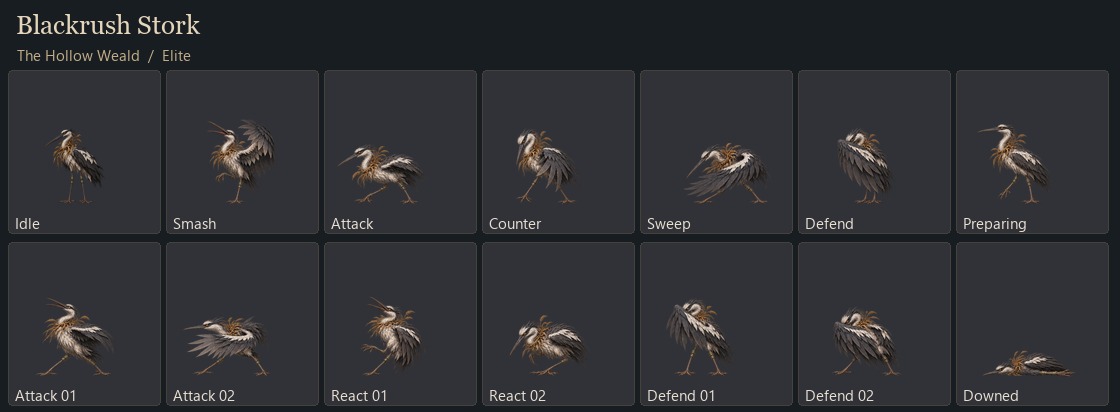 Blackrush Stork
The Hollow Weald / Elite
Idle
Smash
Attack
Counter
Sweep
Defend
Preparing
Attack 01
Attack 02
React 01
React 02
Defend 01
Defend 02
Downed